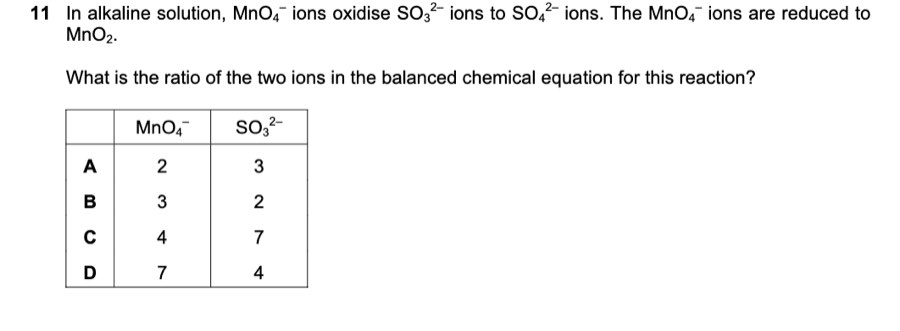 11 In alkaline solution, MnO₄⁻ ions oxidise SO₃²⁻ ions to SO₄²⁻ ions. The MnO₄⁻ ions are reduced to
MnO₂.
What is the ratio of the two ions in the balanced chemical equation for this reaction?
MnO₄⁻ SO₃²⁻
A 2 3
B 3 2
C 4 7
D 7 4